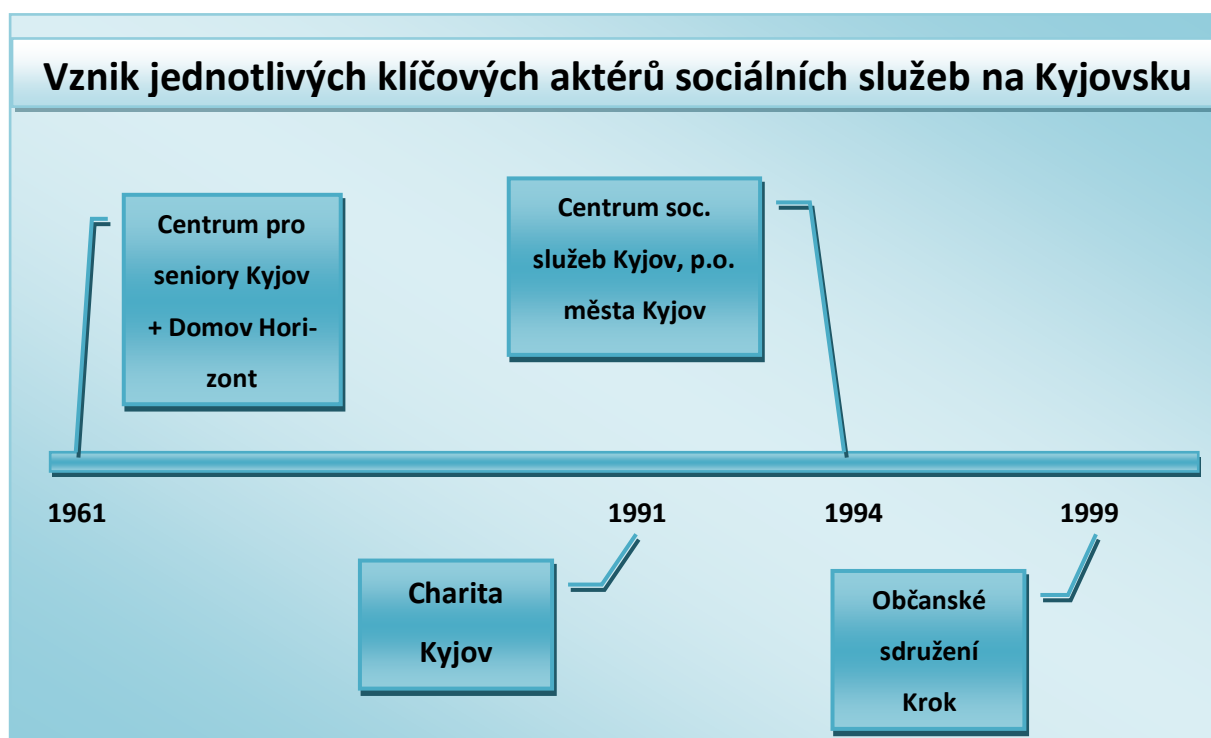 Vznik jednotlivých klíčových aktérů sociálních služeb na Kyjovsku
Centrum pro
seniory Kyjov
+ Domov Hori-
zont
Centrum soc.
služeb Kyjov, p.o.
města Kyjov
1961
1991
1994
1999
Charita
Kyjov
Občanské
sdružení
Krok